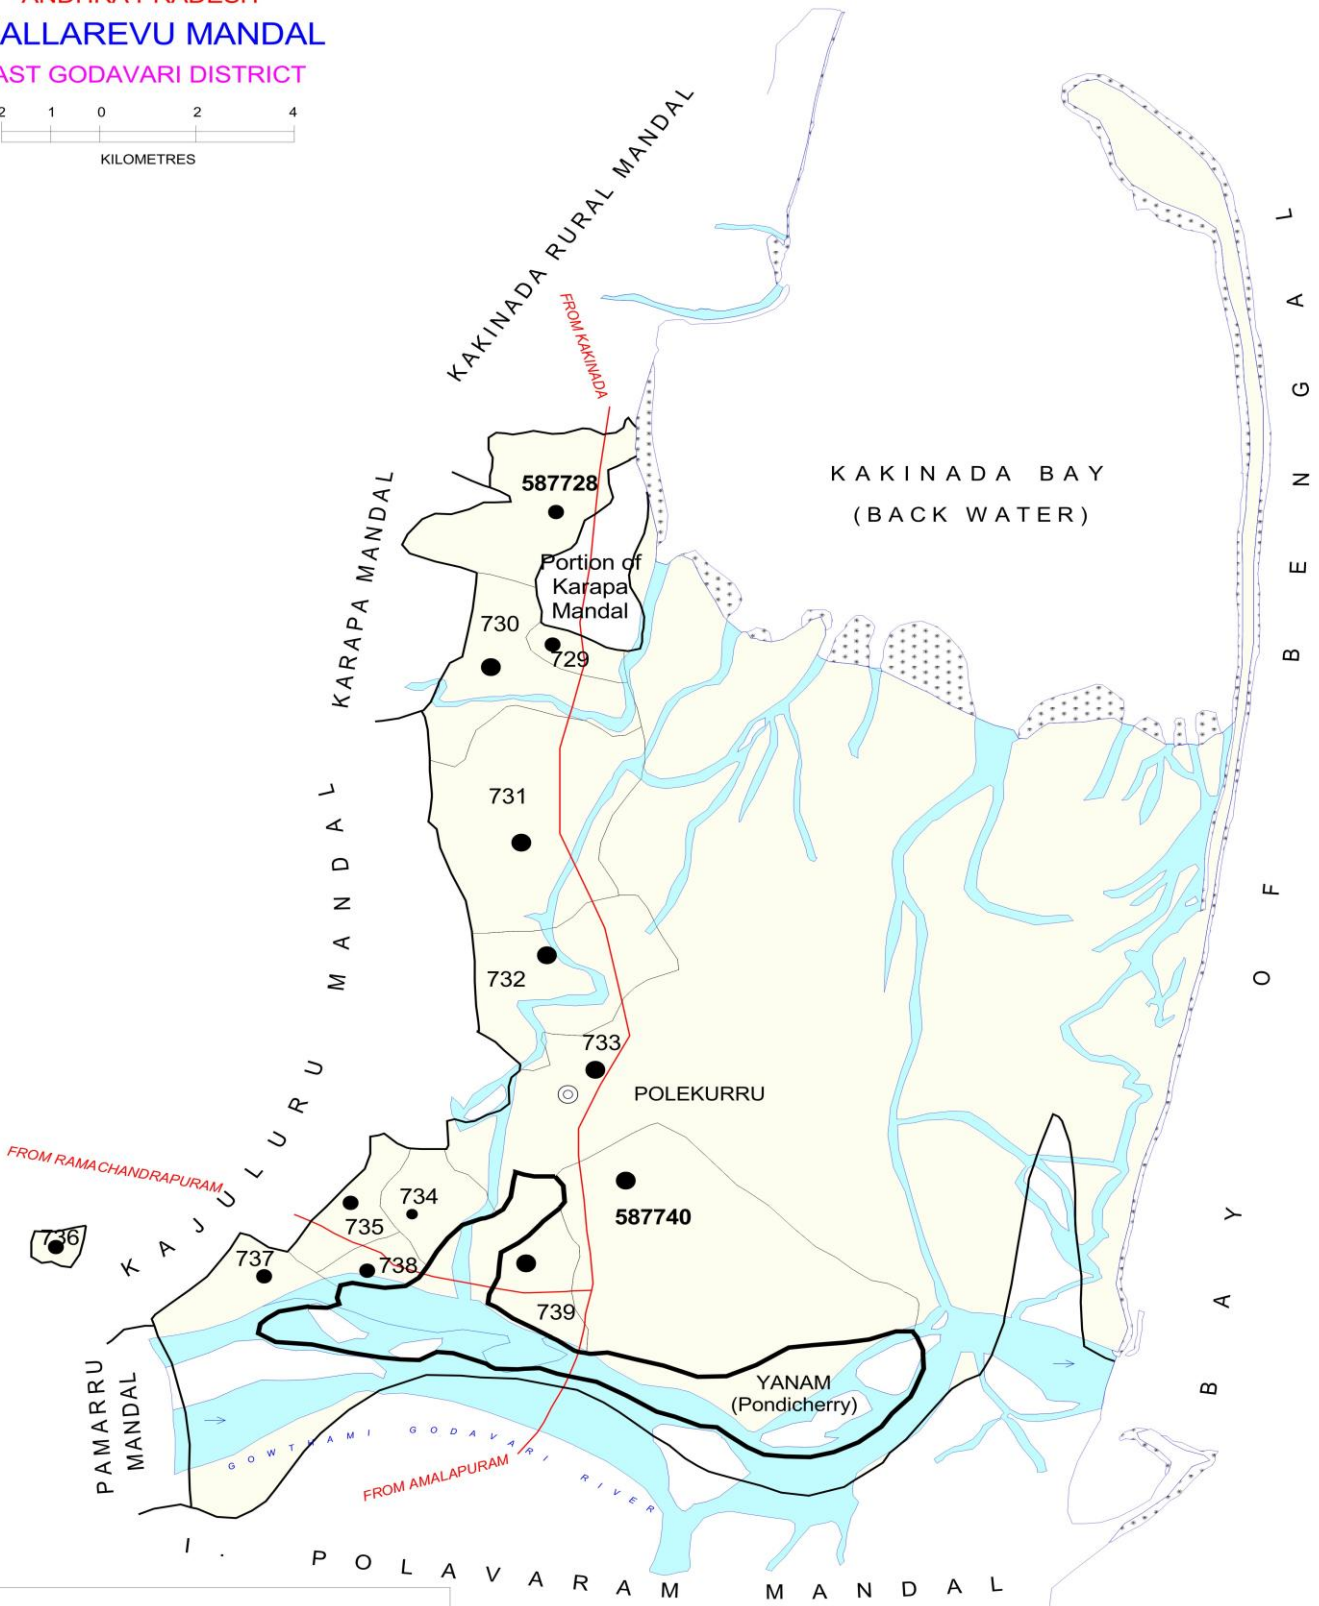 ALLAREVU MANDAL
AST GODAVARI DISTRICT
2 1 0 2 4
KILOMETRES
KAKINADA RURAL MANDAL
FROM KAKINADA
BAY OF BENGAL
KAKINADA BAY
(BACK WATER)
KARAPA MANDAL
587728
Portion of
Karapa
Mandal
730
729
731
732
733
POLEKURRU
KAJULURU MANDAL
FROM RAMACHANDRAPURAM
734
735
736
737
738
739
587740
YANAM
(Pondicherry)
PAMARRU
MANDAL
GOWTHAMI GODAVARI RIVER
FROM AMALAPURAM
I. POLAVARAM MANDAL